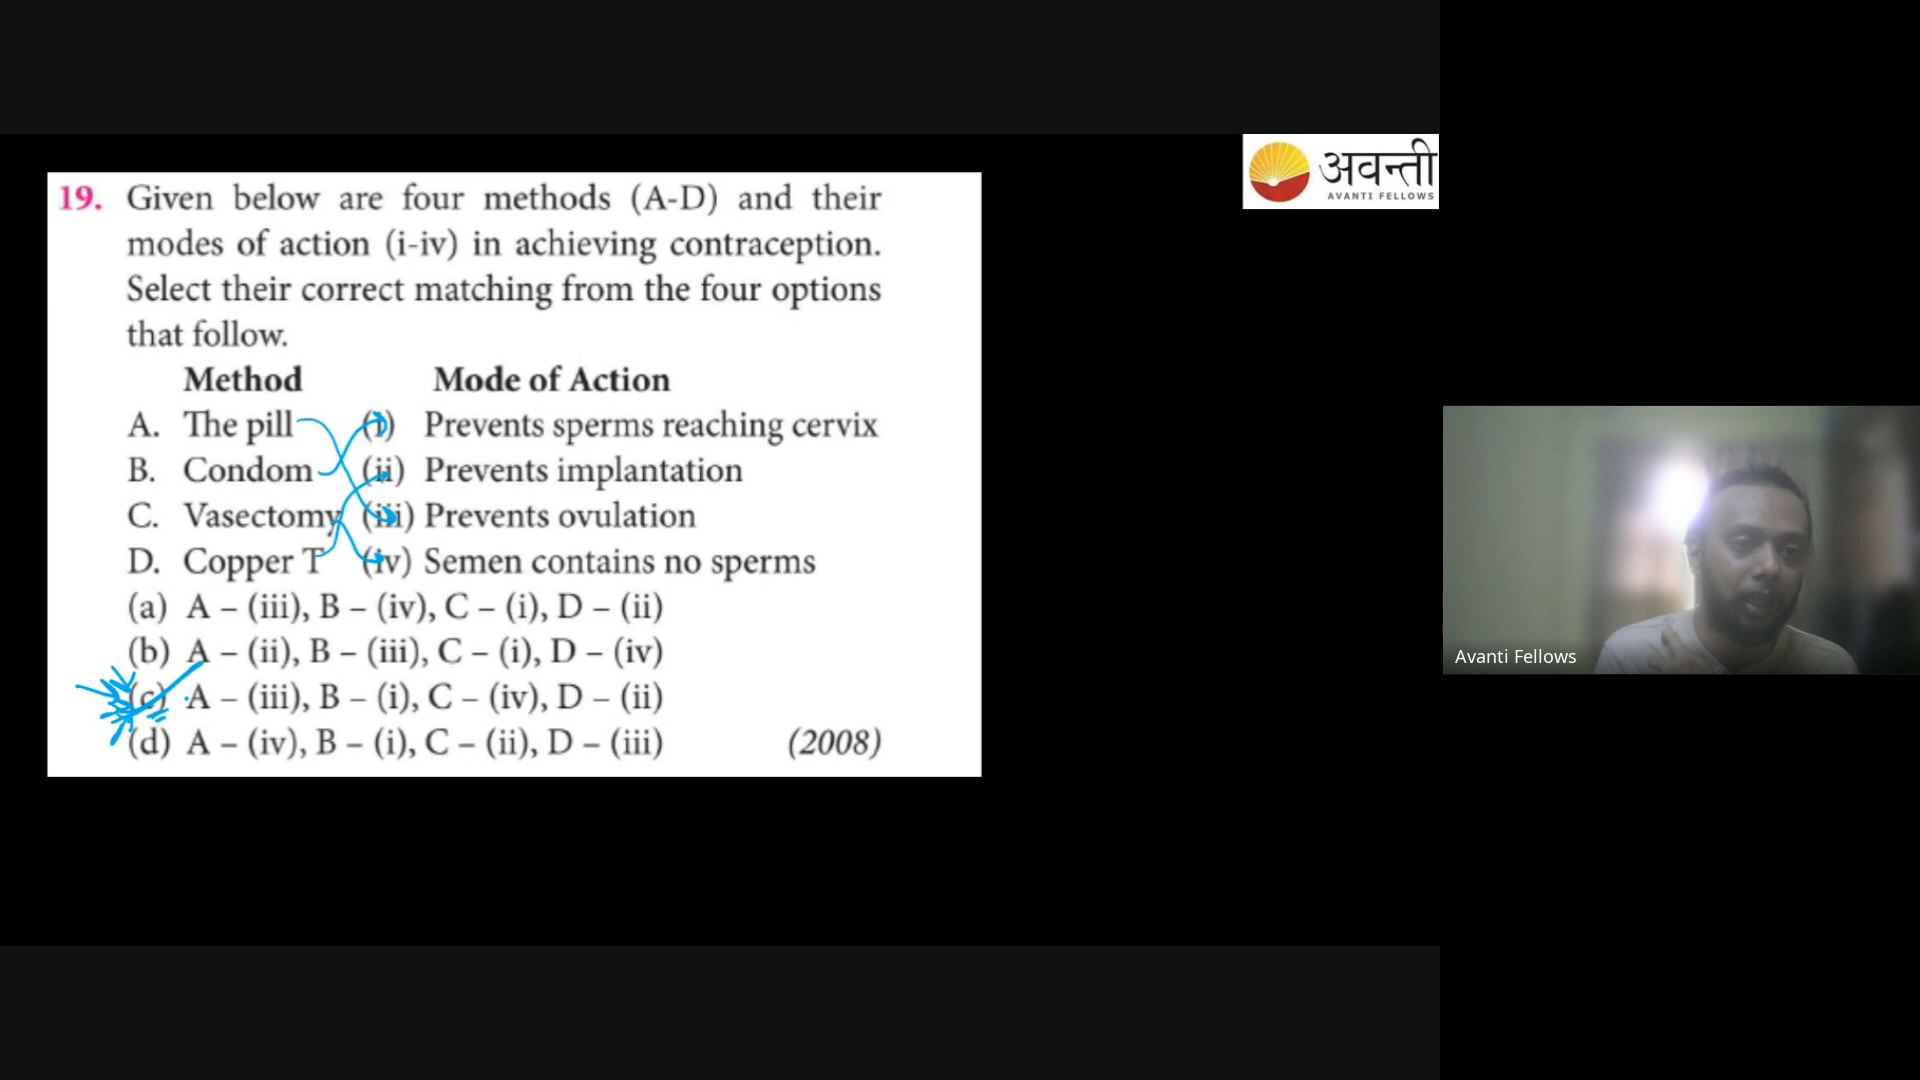 अवन्ती
AVANTI FELLOWS
19. Given below are four methods (A-D) and their
modes of action (i-iv) in achieving contraception.
Select their correct matching from the four options
that follow.
Method Mode of Action
A. The pill (i) Prevents sperms reaching cervix
B. Condom (ii) Prevents implantation
C. Vasectomy (iii) Prevents ovulation
D. Copper T (iv) Semen contains no sperms
(a) A – (iii), B – (iv), C – (i), D – (ii)
(b) A – (ii), B – (iii), C – (i), D – (iv)
(c) A – (iii), B – (i), C – (iv), D – (ii)
(d) A – (iv), B – (i), C – (ii), D – (iii) (2008)
Avanti Fellows